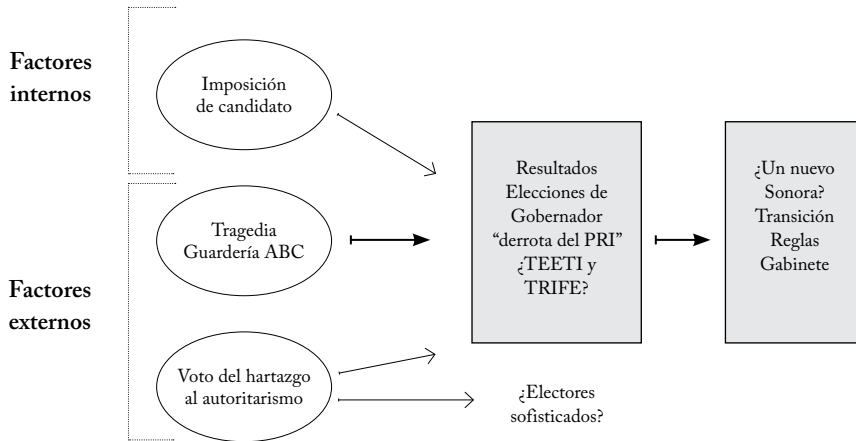 Factores
internos
Imposición
de candidato
Factores
externos
Tragedia
Guardería ABC
Voto del hartazgo
al autoritarismo
Resultados
Elecciones de
Gobernador
“derrota del PRI”
¿TEETI y
TRIFE?
¿Electores
sofisticados?
¿Un nuevo
Sonora?
Transición
Reglas
Gabinete